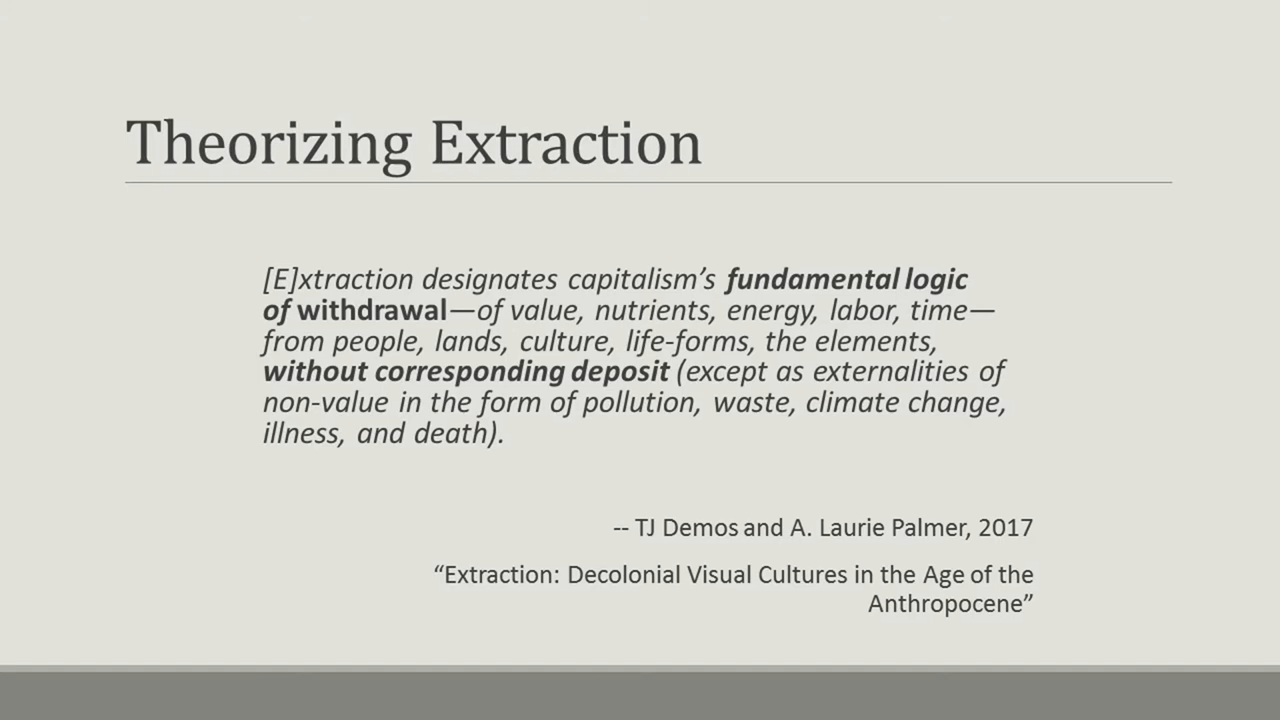 Theorizing Extraction
[E]xtraction designates capitalism’s fundamental logic
of withdrawal—of value, nutrients, energy, labor, time—
from people, lands, culture, life-forms, the elements,
without corresponding deposit (except as externalities of
non-value in the form of pollution, waste, climate change,
illness, and death).
-- TJ Demos and A. Laurie Palmer, 2017
“Extraction: Decolonial Visual Cultures in the Age of the
Anthropocene”